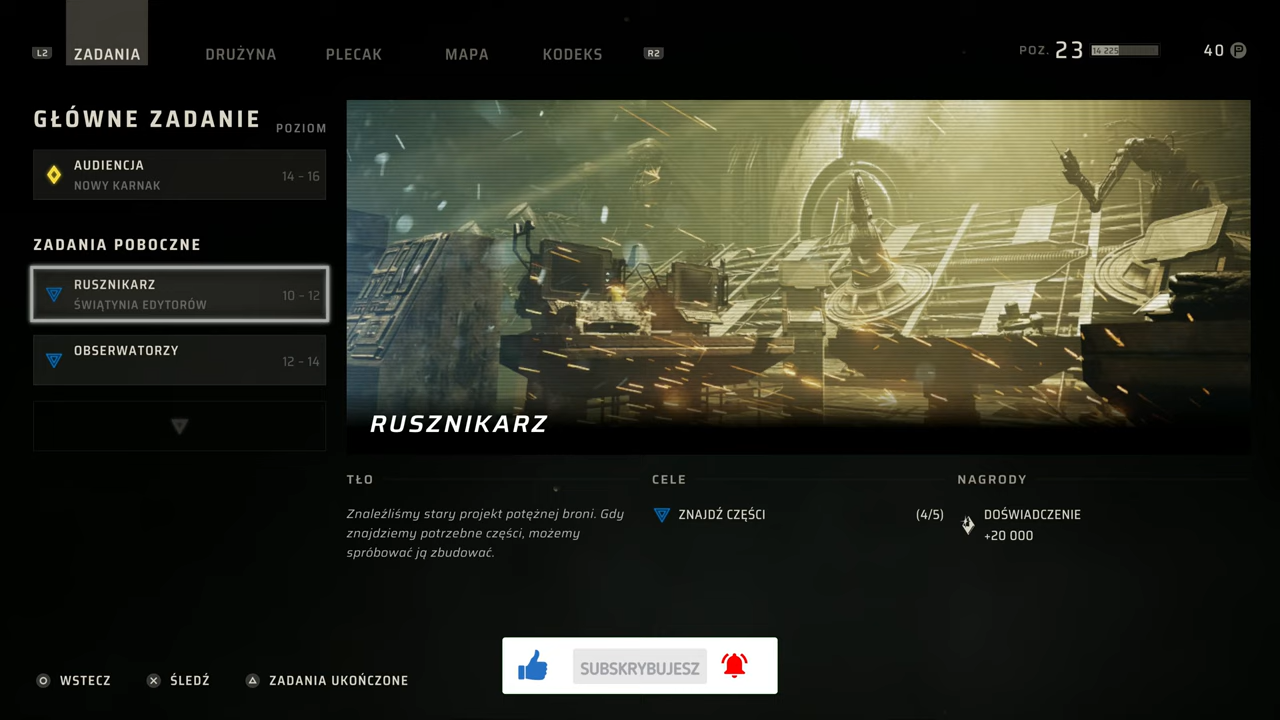 L2
ZADANIA
DRUŻYNA
PLECAK
MAPA
KODEKS
R2
POZ. 23
14 225
40
GŁÓWNE ZADANIE
POZIOM
AUDIENCJA
NOWY KARNAK
14 – 16
ZADANIA POBOCZNE
RUSZNIKARZ
ŚWIĄTYNIA EDYTORÓW
10 – 12
OBSERWATORZY
12 – 14
RUSZNIKARZ
TŁO
Znaleźliśmy stary projekt potężnej broni. Gdy
znajdziemy potrzebne części, możemy
spróbować ją zbudować.
CELE
ZNAJDŹ CZĘŚCI (4/5)
NAGRODY
DOŚWIADCZENIE
+20 000
SUBSKRYBUJESZ
WSTECZ
ŚLEDŹ
ZADANIA UKOŃCZONE